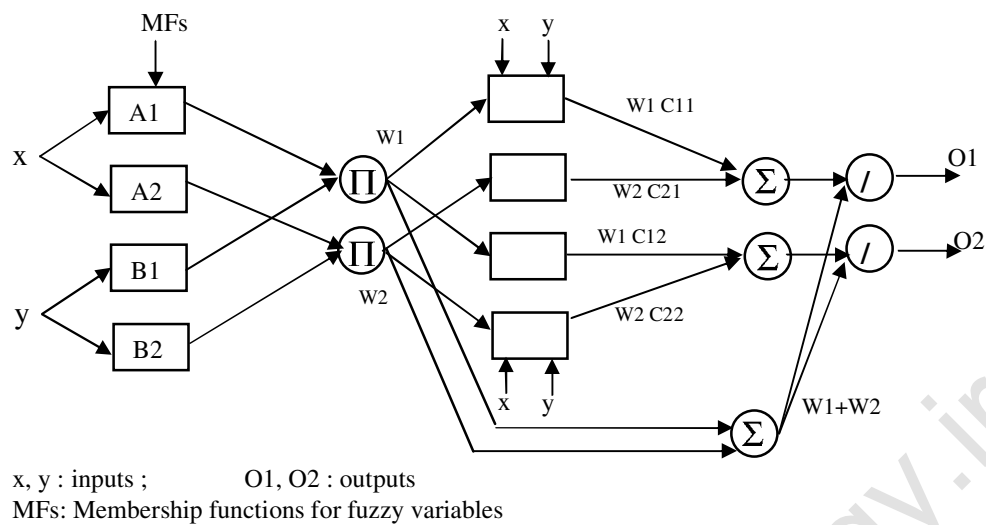 MFs
x y
A1
W1 C11
W1
x
O1
Π
Σ
/
A2
W2 C21
B1
W1 C12
O2
Π
Σ
/
y
W2
W2 C22
B2
x y
W1+W2
Σ
x, y : inputs ; O1, O2 : outputs
MFs: Membership functions for fuzzy variables